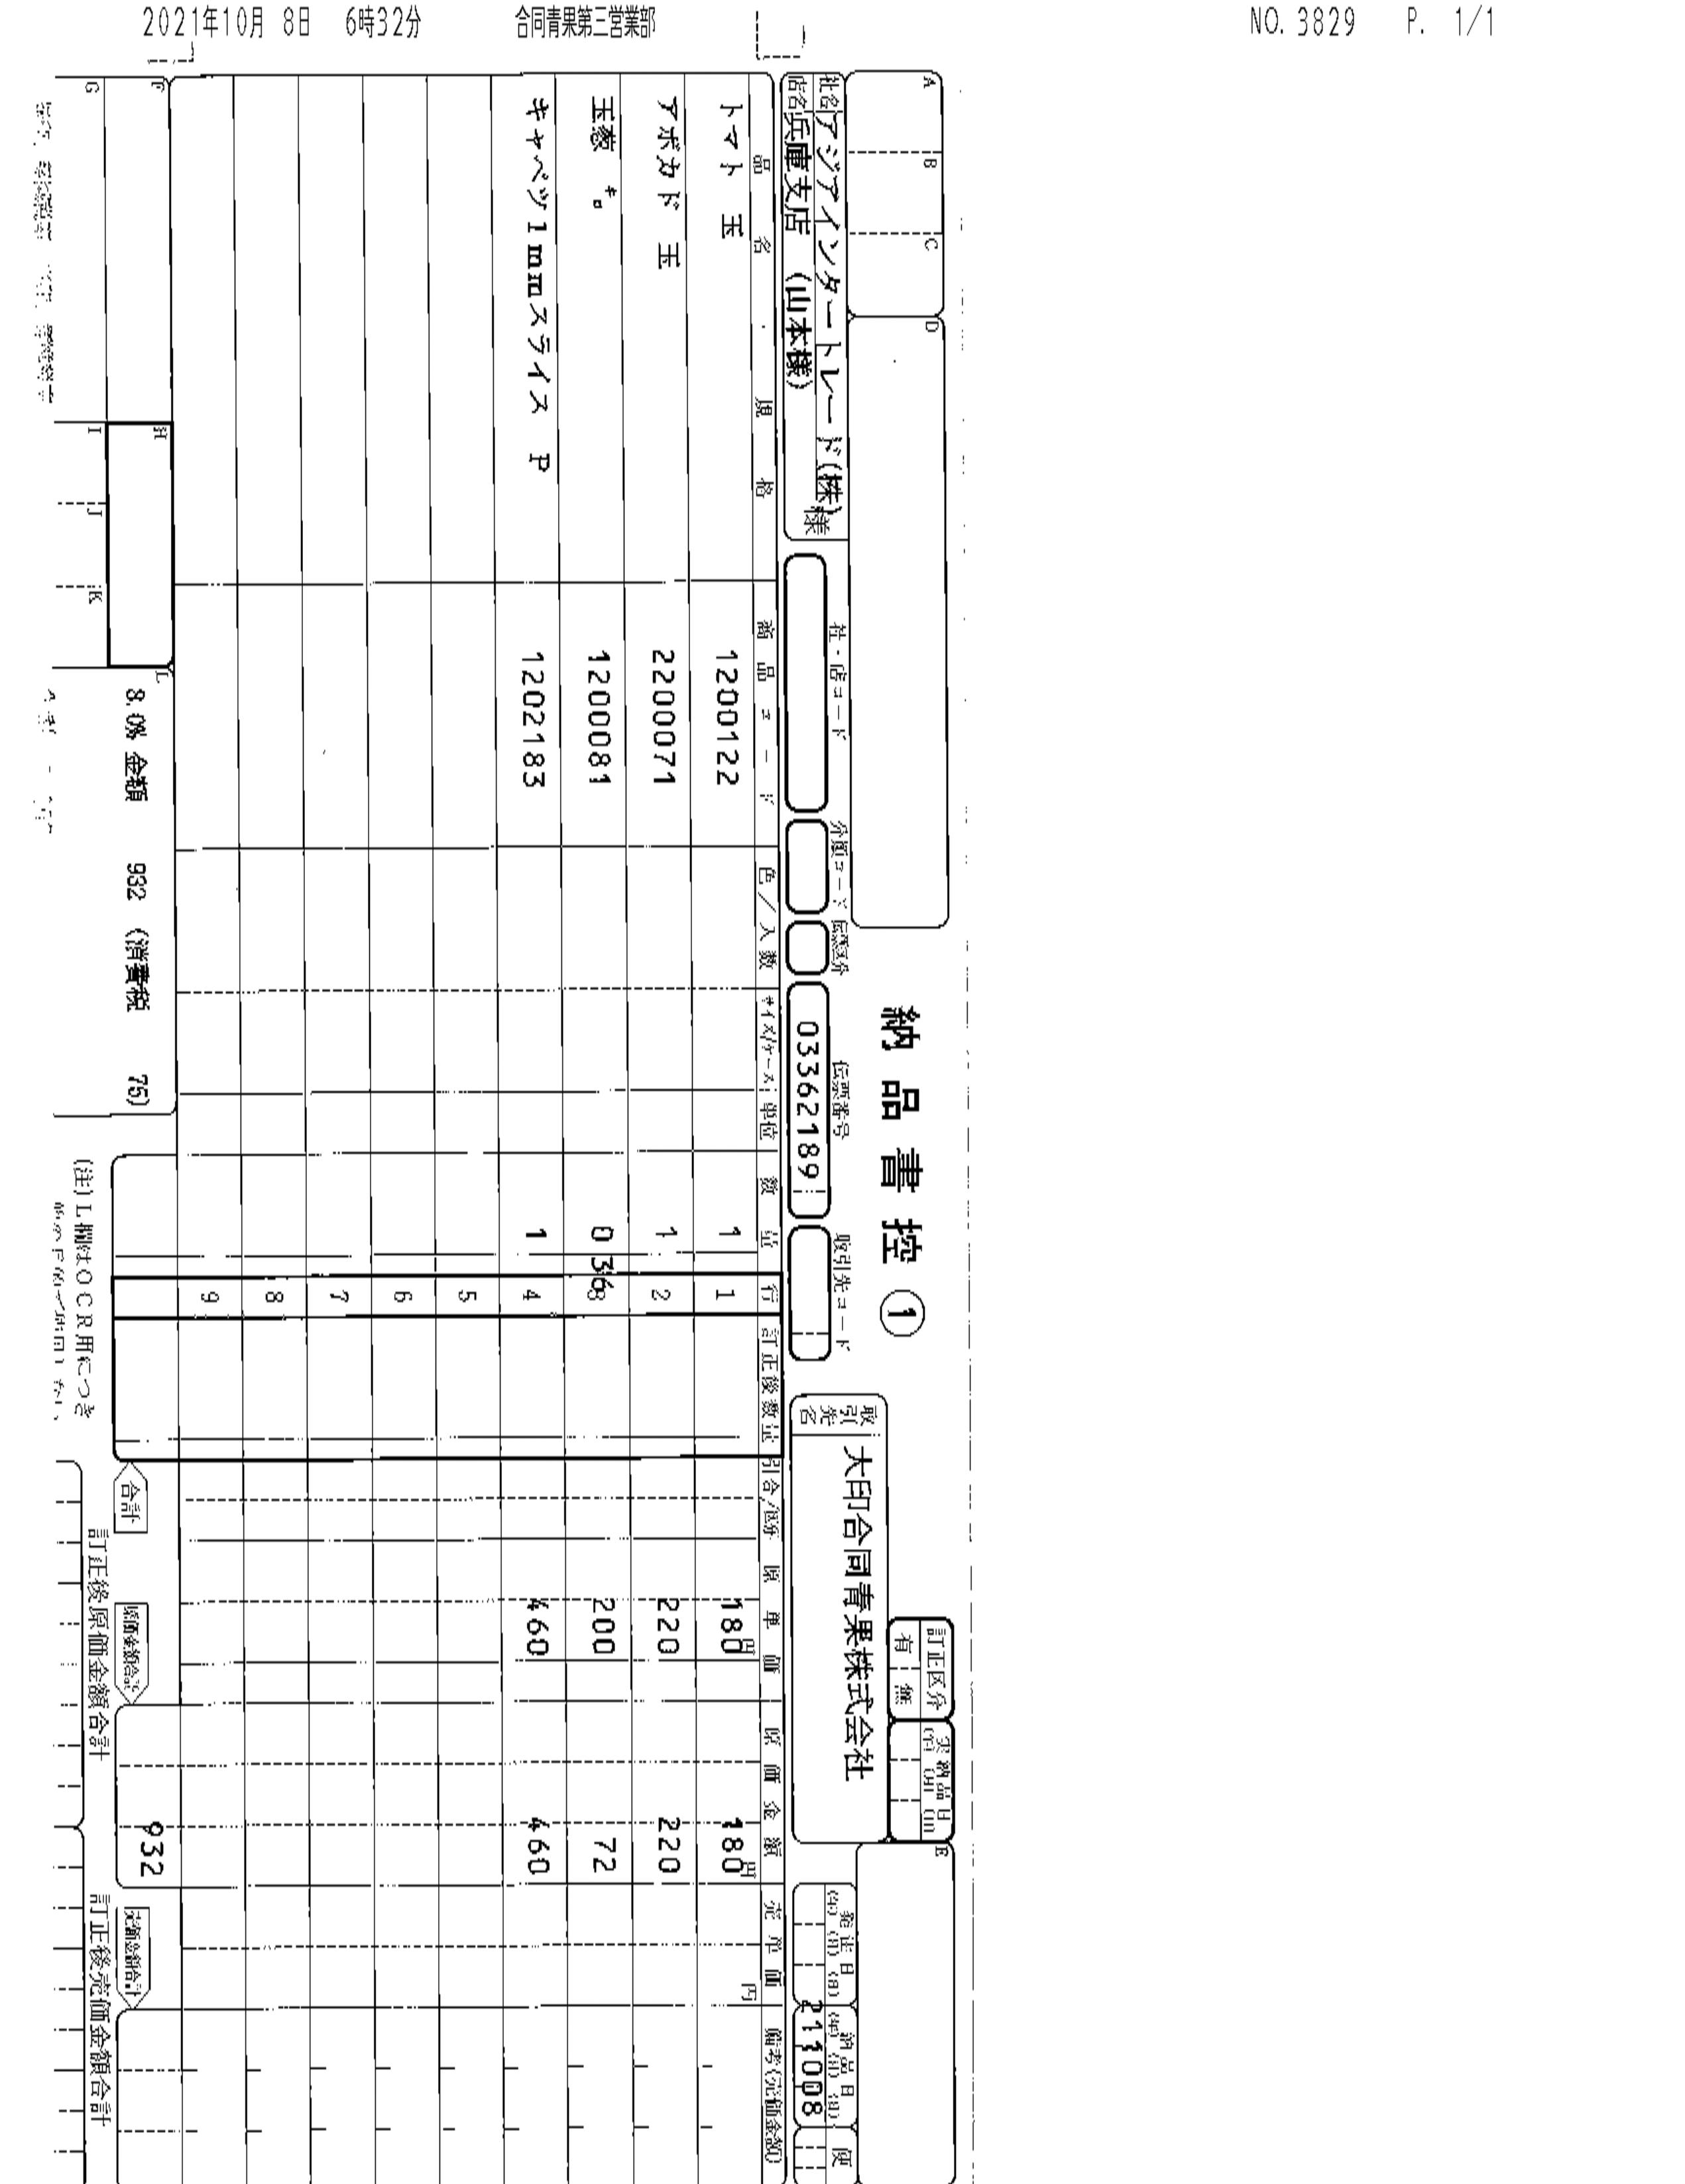 NO.3829 P. 1/1
合同青果第三営業部
2021年10月 8日 6時32分
A B C D
納品書控①
訂正区分 実納品日 E
(年) (月) (日)
有 無
取引先名 大印合同青果株式会社
社名 アジアインタートレード(株) 様
店名 兵庫支店 (山本様)
社・店コード 分類コード 伝票区分 伝票番号 取引先コード
03362189
発注日 納品日 便
(年) (月) (日) (年) (月) (日)
211008
品名・規格 商品コード 色／入数 サイズ/ケース 単位 数量 行 訂正後数量 引合/区分 原単価 原価金額 売単価 備考(売価金額)
円 円 円
トマト 玉 1200122 1 1 180 180
アボカド 玉 2200071 1 2 220 220
玉葱 ㌔ 1200081 0 36 3 200 72
キャベツ1mmスライス P 1202183 1 4 460 460
5
6
7
8
9
F H L
8.0% 金額 932 (消費税 75)
合計 原価金額合計 932 売価金額合計
G I J K
(注)L欄はOCR用につき
他の目的で使用しない
訂正後原価金額合計 訂正後売価金額合計